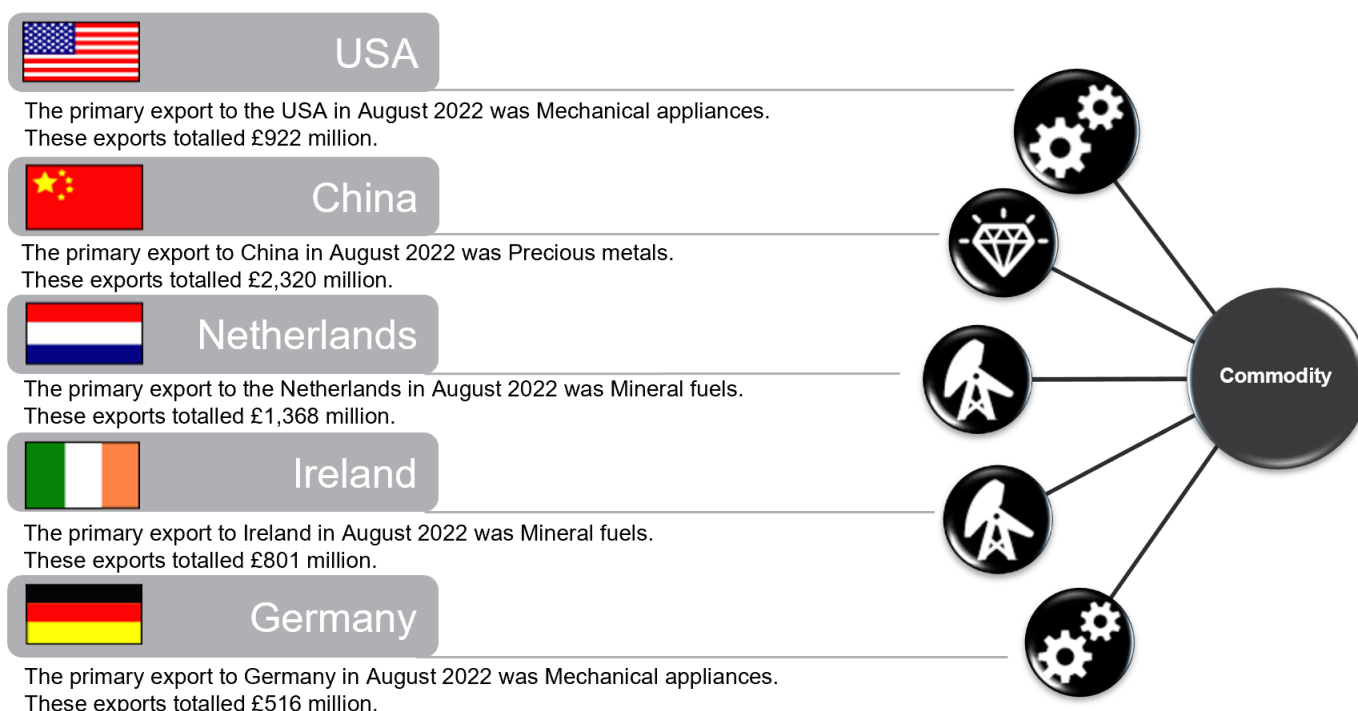 USA
The primary export to the USA in August 2022 was Mechanical appliances.
These exports totalled £922 million.
China
The primary export to China in August 2022 was Precious metals.
These exports totalled £2,320 million.
Netherlands
The primary export to the Netherlands in August 2022 was Mineral fuels.
These exports totalled £1,368 million.
Commodity
Ireland
The primary export to Ireland in August 2022 was Mineral fuels.
These exports totalled £801 million.
Germany
The primary export to Germany in August 2022 was Mechanical appliances.
These exports totalled £516 million.